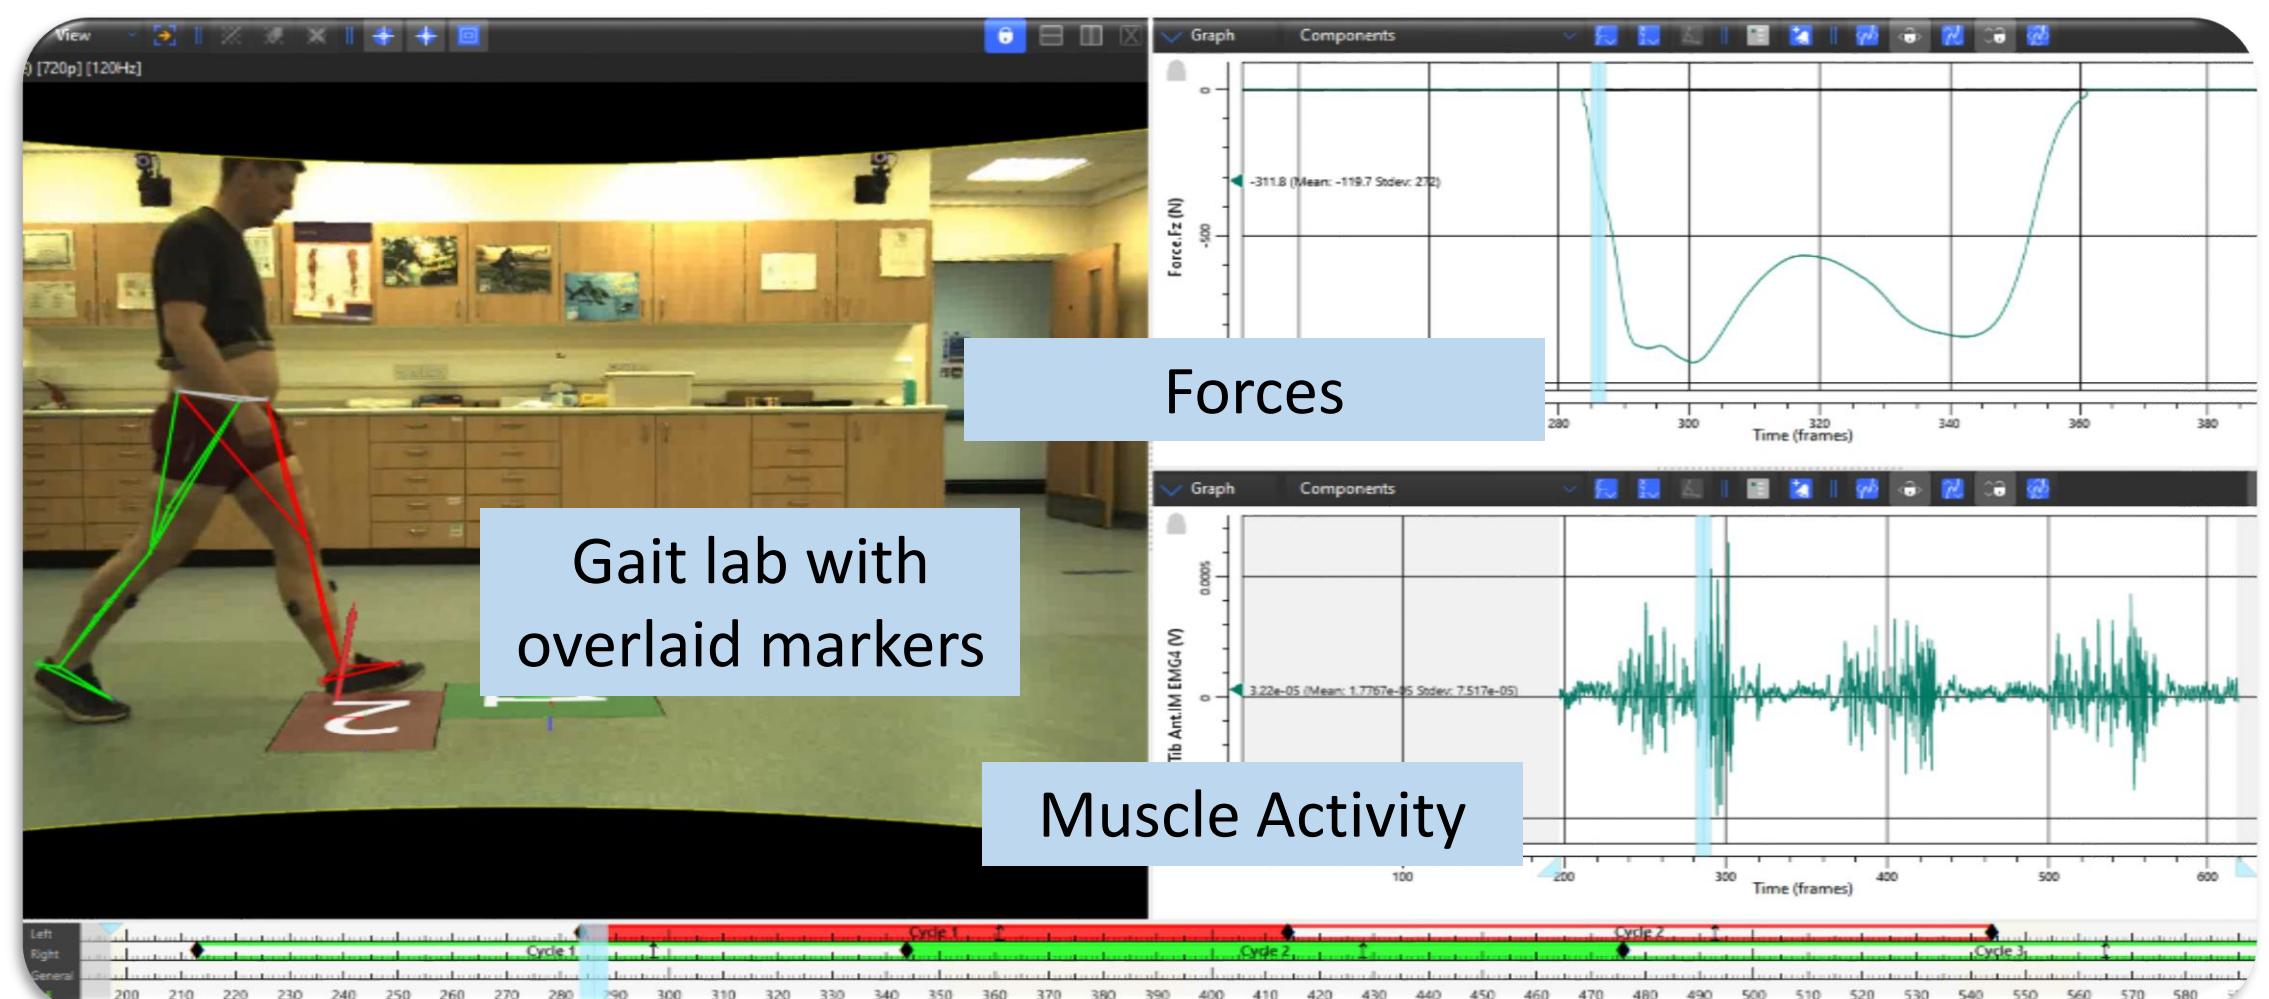 View
[720p] [120Hz]
2
Gait lab with
overlaid markers
Graph Components
0
-500
Force.Fz (N)
-311.8 (Mean: -119.7 Stdev: 272)
Forces
280 300 320 340 360 380
Time (frames)
Graph Components
0.0005
0
Tib Ant.IM EMG4 (V)
3.22e-05 (Mean: 1.7767e-05 Stdev: 7.517e-05)
Muscle Activity
100 200 300 400 500 600
Time (frames)
Left Cycle 1 Cycle 2
Right Cycle 1 Cycle 2 Cycle 3
General
200 210 220 230 240 250 260 270 280 290 300 310 320 330 340 350 360 370 380 390 400 410 420 430 440 450 460 470 480 490 500 510 520 530 540 550 560 570 580